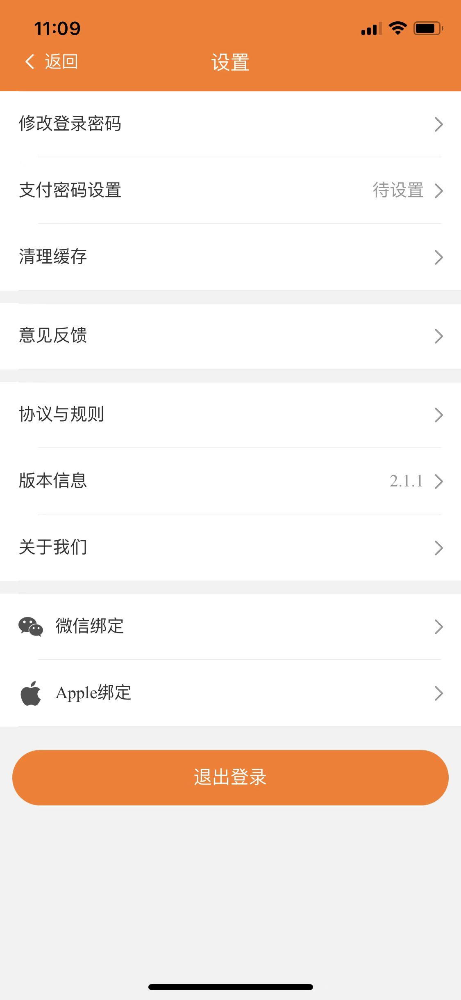 11:09
返回
设置
修改登录密码
支付密码设置 待设置
清理缓存
意见反馈
协议与规则
版本信息 2.1.1
关于我们
微信绑定
Apple绑定
退出登录